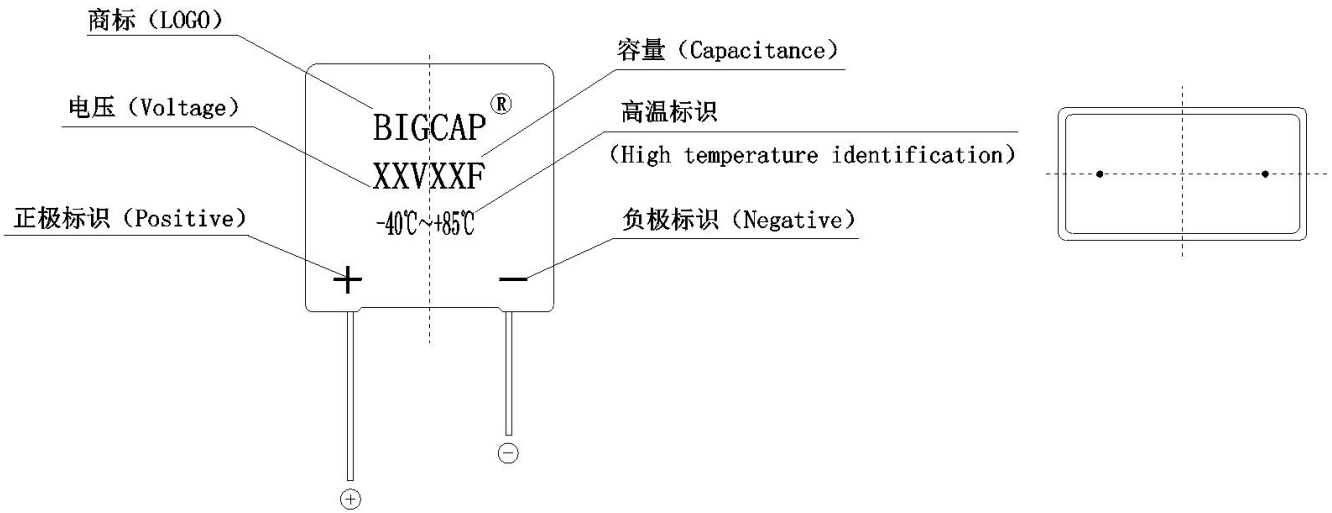 商标（LOGO）
容量（Capacitance）
电压（Voltage）
高温标识
（High temperature identification）
BIGCAP®
XXVXXF
-40℃～+85℃
正极标识（Positive）
负极标识（Negative）
+ −
⊖
⊕